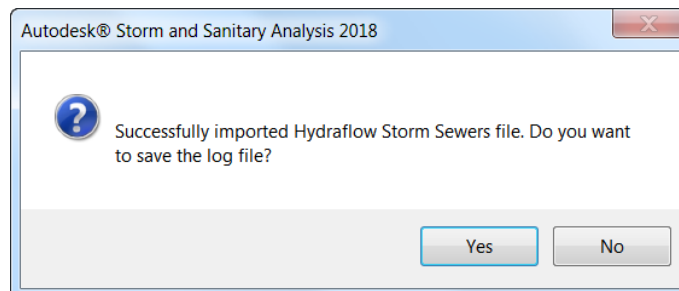 Autodesk® Storm and Sanitary Analysis 2018
Successfully imported Hydraflow Storm Sewers file. Do you want
to save the log file?
Yes No